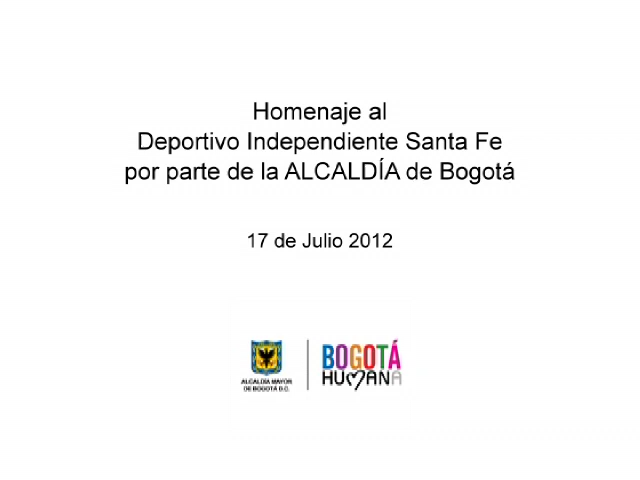 Homenaje al
Deportivo Independiente Santa Fe
por parte de la ALCALDÍA de Bogotá
17 de Julio 2012
ALCALDÍA MAYOR
DE BOGOTÁ D.C.
BOGOTÁ
HUMANA